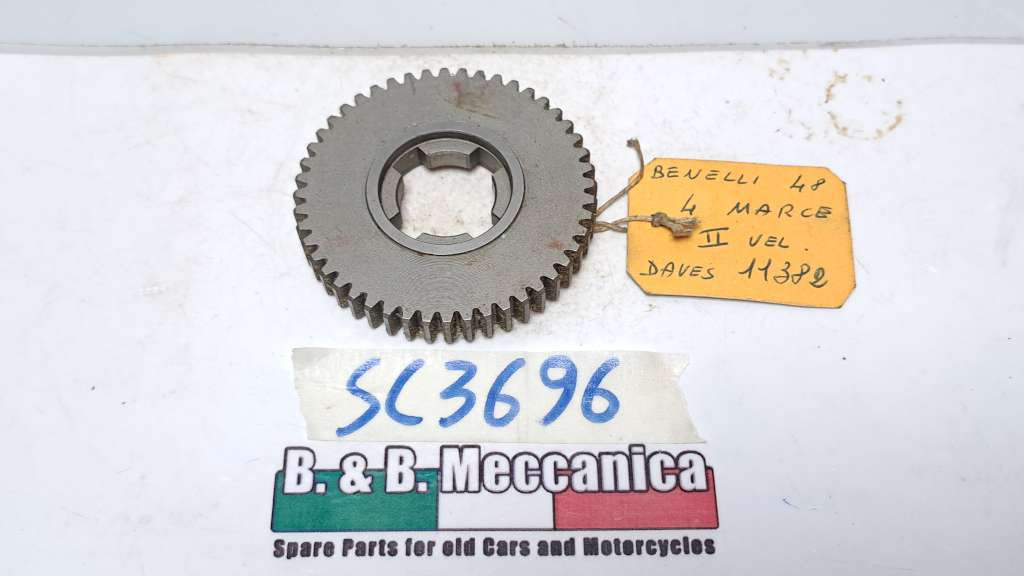 BENELLI 48
4 MARCE
II VEL.
DAVES 11382
SC3696
B. & B. Meccanica
Spare Parts for old Cars and Motorcycles